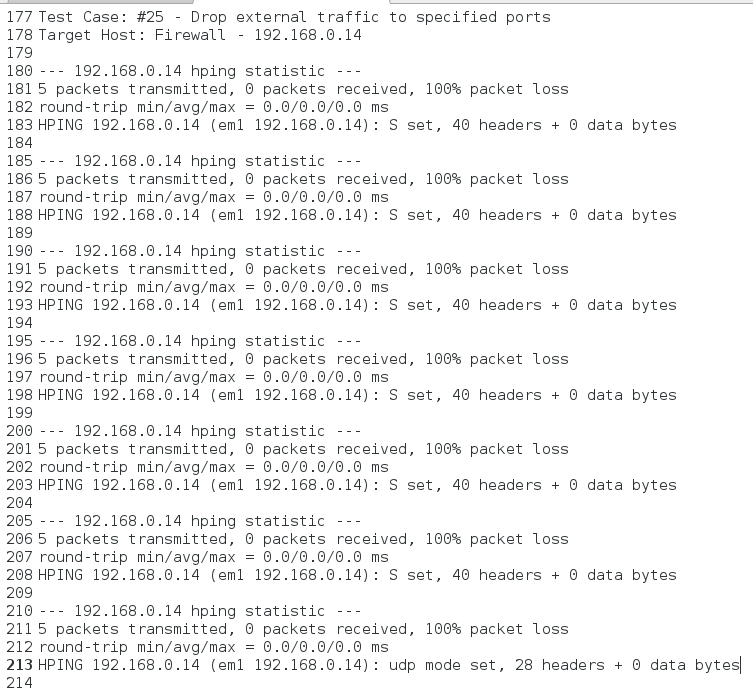 177 Test Case: #25 - Drop external traffic to specified ports
178 Target Host: Firewall - 192.168.0.14
179
180 --- 192.168.0.14 hping statistic ---
181 5 packets transmitted, 0 packets received, 100% packet loss
182 round-trip min/avg/max = 0.0/0.0/0.0 ms
183 HPING 192.168.0.14 (em1 192.168.0.14): S set, 40 headers + 0 data bytes
184
185 --- 192.168.0.14 hping statistic ---
186 5 packets transmitted, 0 packets received, 100% packet loss
187 round-trip min/avg/max = 0.0/0.0/0.0 ms
188 HPING 192.168.0.14 (em1 192.168.0.14): S set, 40 headers + 0 data bytes
189
190 --- 192.168.0.14 hping statistic ---
191 5 packets transmitted, 0 packets received, 100% packet loss
192 round-trip min/avg/max = 0.0/0.0/0.0 ms
193 HPING 192.168.0.14 (em1 192.168.0.14): S set, 40 headers + 0 data bytes
194
195 --- 192.168.0.14 hping statistic ---
196 5 packets transmitted, 0 packets received, 100% packet loss
197 round-trip min/avg/max = 0.0/0.0/0.0 ms
198 HPING 192.168.0.14 (em1 192.168.0.14): S set, 40 headers + 0 data bytes
199
200 --- 192.168.0.14 hping statistic ---
201 5 packets transmitted, 0 packets received, 100% packet loss
202 round-trip min/avg/max = 0.0/0.0/0.0 ms
203 HPING 192.168.0.14 (em1 192.168.0.14): S set, 40 headers + 0 data bytes
204
205 --- 192.168.0.14 hping statistic ---
206 5 packets transmitted, 0 packets received, 100% packet loss
207 round-trip min/avg/max = 0.0/0.0/0.0 ms
208 HPING 192.168.0.14 (em1 192.168.0.14): S set, 40 headers + 0 data bytes
209
210 --- 192.168.0.14 hping statistic ---
211 5 packets transmitted, 0 packets received, 100% packet loss
212 round-trip min/avg/max = 0.0/0.0/0.0 ms
213 HPING 192.168.0.14 (em1 192.168.0.14): udp mode set, 28 headers + 0 data bytes
214